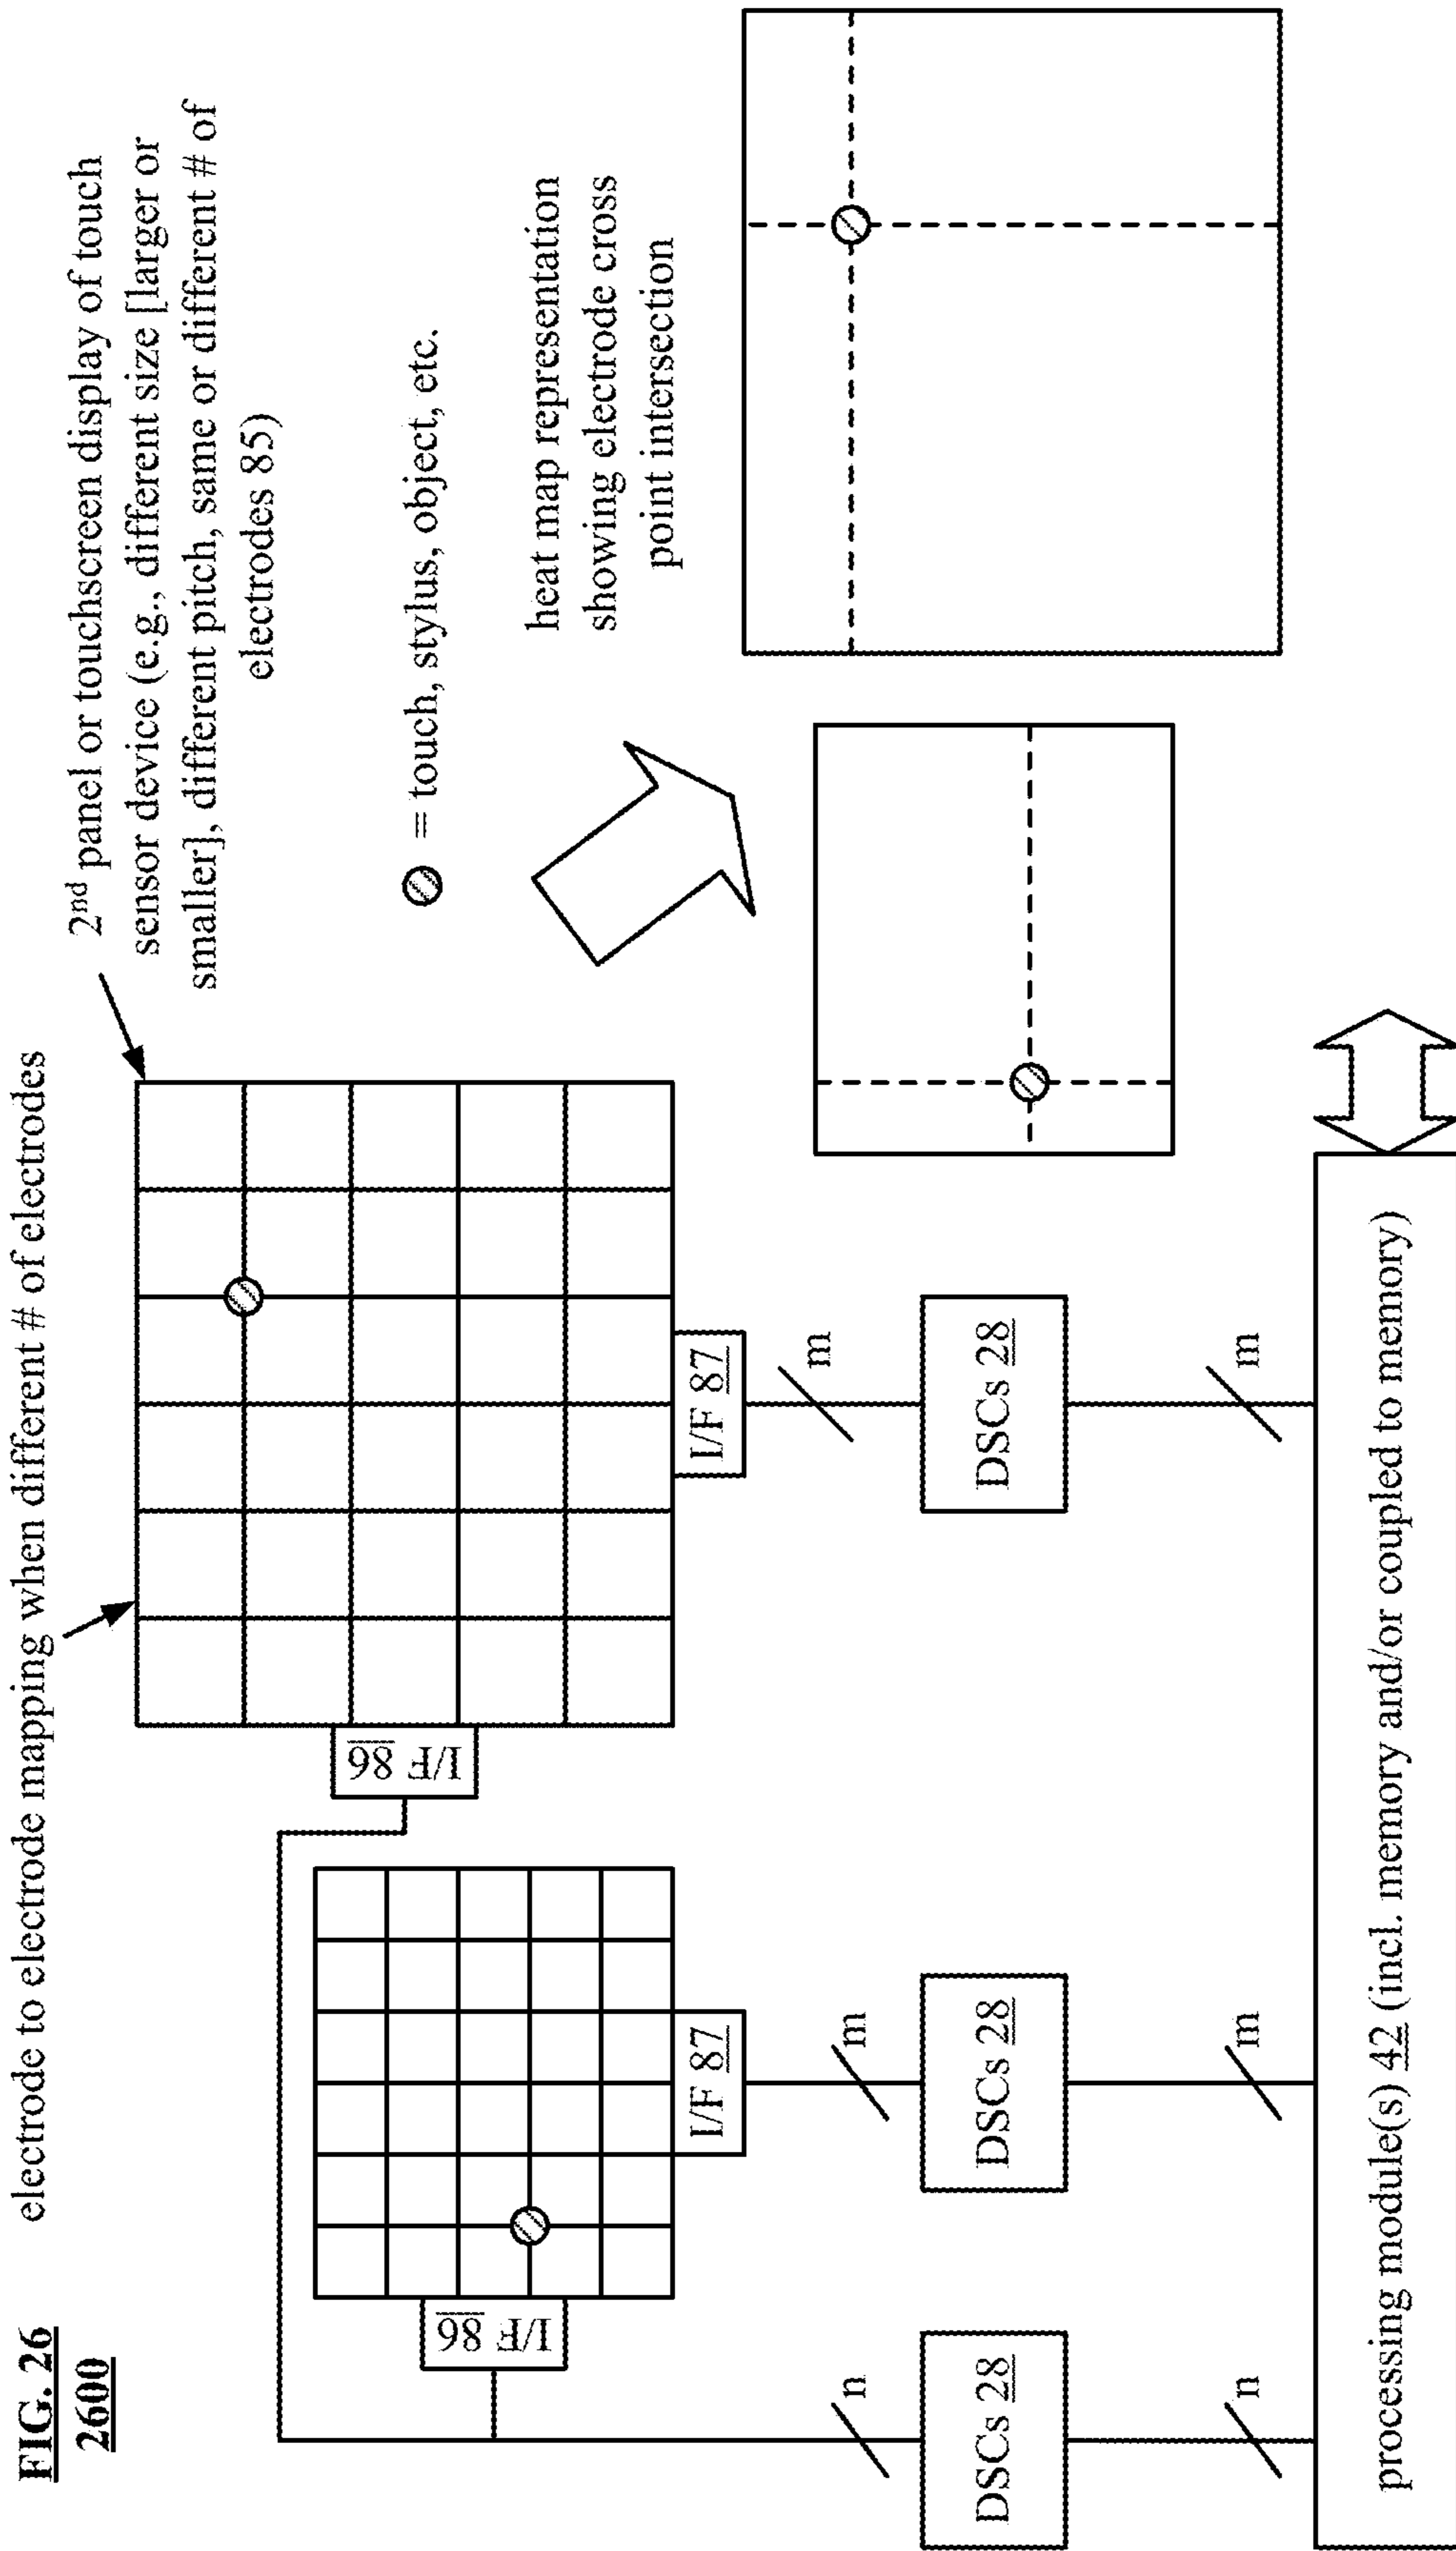 FIG. 26
2600
electrode to electrode mapping when different # of electrodes
2nd panel or touchscreen display of touch
sensor device (e.g., different size [larger or
smaller], different pitch, same or different # of
electrodes 85)
= touch, stylus, object, etc.
heat map representation
showing electrode cross
point intersection
I/F 86
I/F 86
I/F 87
I/F 87
n
m
m
DSCs 28
DSCs 28
DSCs 28
n
m
m
processing module(s) 42 (incl. memory and/or coupled to memory)